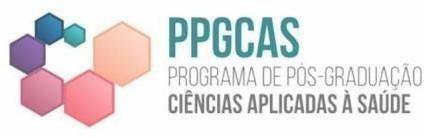 PPGCAS
PROGRAMA DE PÓS-GRADUAÇÃO
CIÊNCIAS APLICADAS À SAÚDE